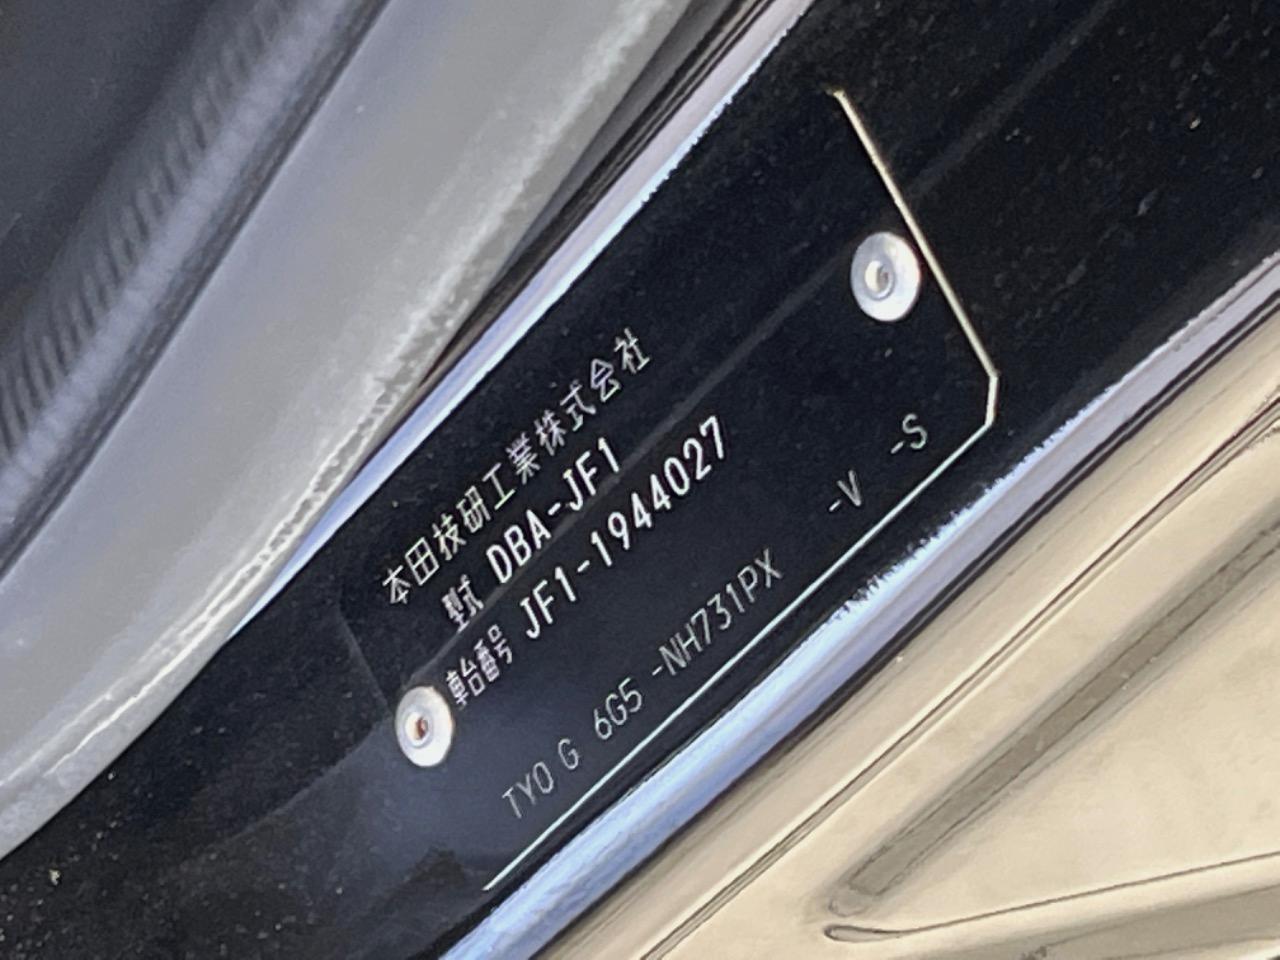 本田技研工業株式会社
型式 DBA-JF1
車台番号 JF1-1944027
TYO G 6G5 -NH731PX -V -S